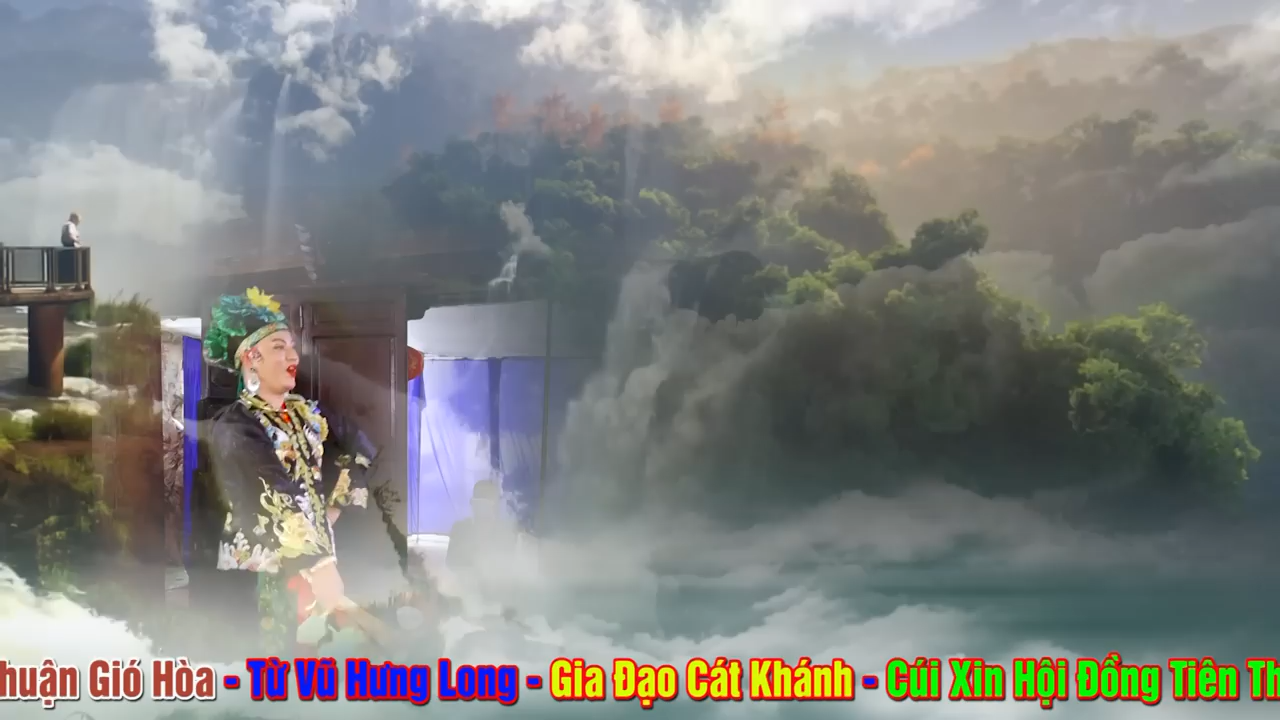 huận Gió Hòa - Từ Vũ Hưng Long - Gia Đạo Cát Khánh - Cúi Xin Hội Đồng Tiên Th